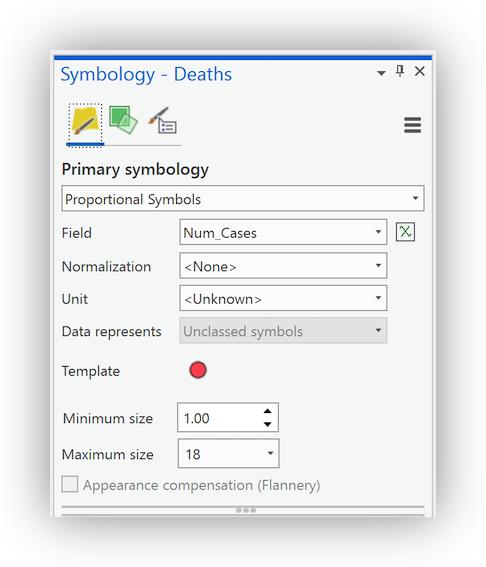 Symbology - Deaths
Primary symbology
Proportional Symbols
Field Num_Cases
Normalization <None>
Unit <Unknown>
Data represents Unclassed symbols
Template
Minimum size 1.00
Maximum size 18
Appearance compensation (Flannery)